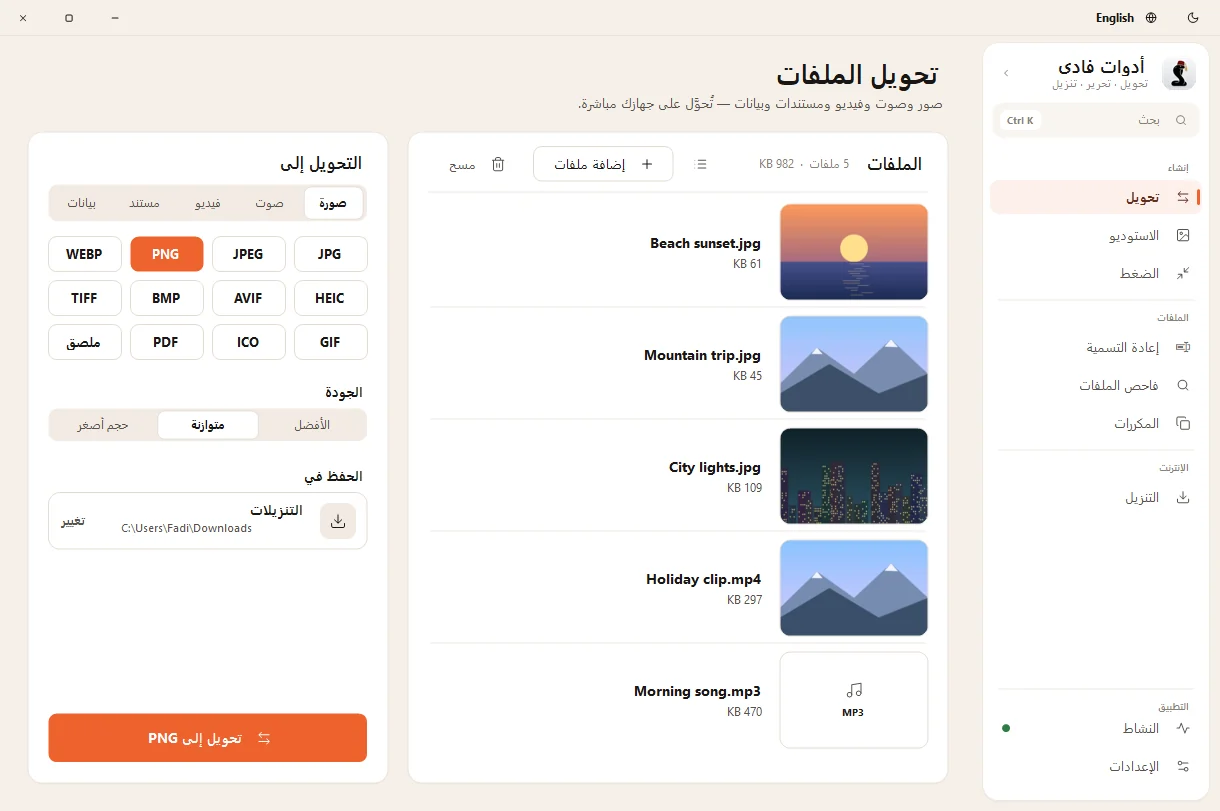 English
أدوات فادي
تحويل · تحرير · تنزيل
بحث
Ctrl K
إنشاء
تحويل
الاستوديو
الضغط
الملفات
إعادة التسمية
فاحص الملفات
المكررات
الإنترنت
التنزيل
التطبيق
النشاط
الإعدادات
تحويل الملفات
صور وصوت وفيديو ومستندات وبيانات — تُحوَّل على جهازك مباشرة.
الملفات
5 ملفات · 982 KB
إضافة ملفات
مسح
Beach sunset.jpg
61 KB
Mountain trip.jpg
45 KB
City lights.jpg
109 KB
Holiday clip.mp4
297 KB
MP3
Morning song.mp3
470 KB
التحويل إلى
صورة صوت فيديو مستند بيانات
JPG JPEG PNG WEBP
HEIC AVIF BMP TIFF
GIF ICO PDF ملصق
الجودة
الأفضل متوازنة حجم أصغر
الحفظ في
التنزيلات
C:\Users\Fadi\Downloads
تغيير
تحويل إلى PNG